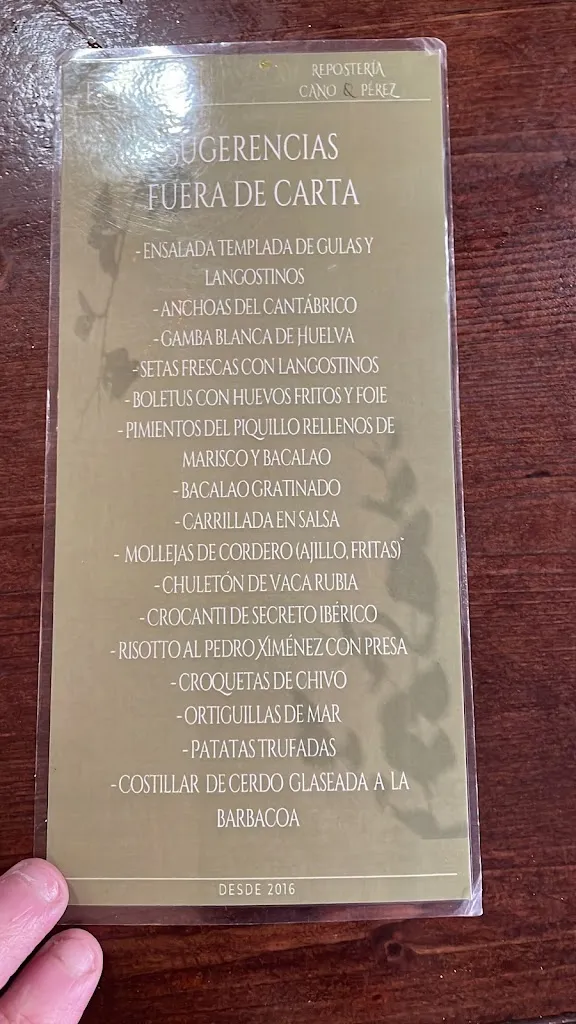 REPOSTERÍA
CANO & PÉREZ
SUGERENCIAS
FUERA DE CARTA
- ENSALADA TEMPLADA DE GULAS Y
LANGOSTINOS
- ANCHOAS DEL CANTÁBRICO
- GAMBA BLANCA DE HUELVA
- SETAS FRESCAS CON LANGOSTINOS
- BOLETUS CON HUEVOS FRITOS Y FOIE
- PIMIENTOS DEL PIQUILLO RELLENOS DE
MARISCO Y BACALAO
- BACALAO GRATINADO
- CARRILLADA EN SALSA
- MOLLEJAS DE CORDERO (AJILLO, FRITAS)
- CHULETÓN DE VACA RUBIA
- CROCANTI DE SECRETO IBÉRICO
- RISOTTO AL PEDRO XIMÉNEZ CON PRESA
- CROQUETAS DE CHIVO
- ORTIGUILLAS DE MAR
- PATATAS TRUFADAS
- COSTILLAR DE CERDO GLASEADA A LA
BARBACOA
DESDE 2016